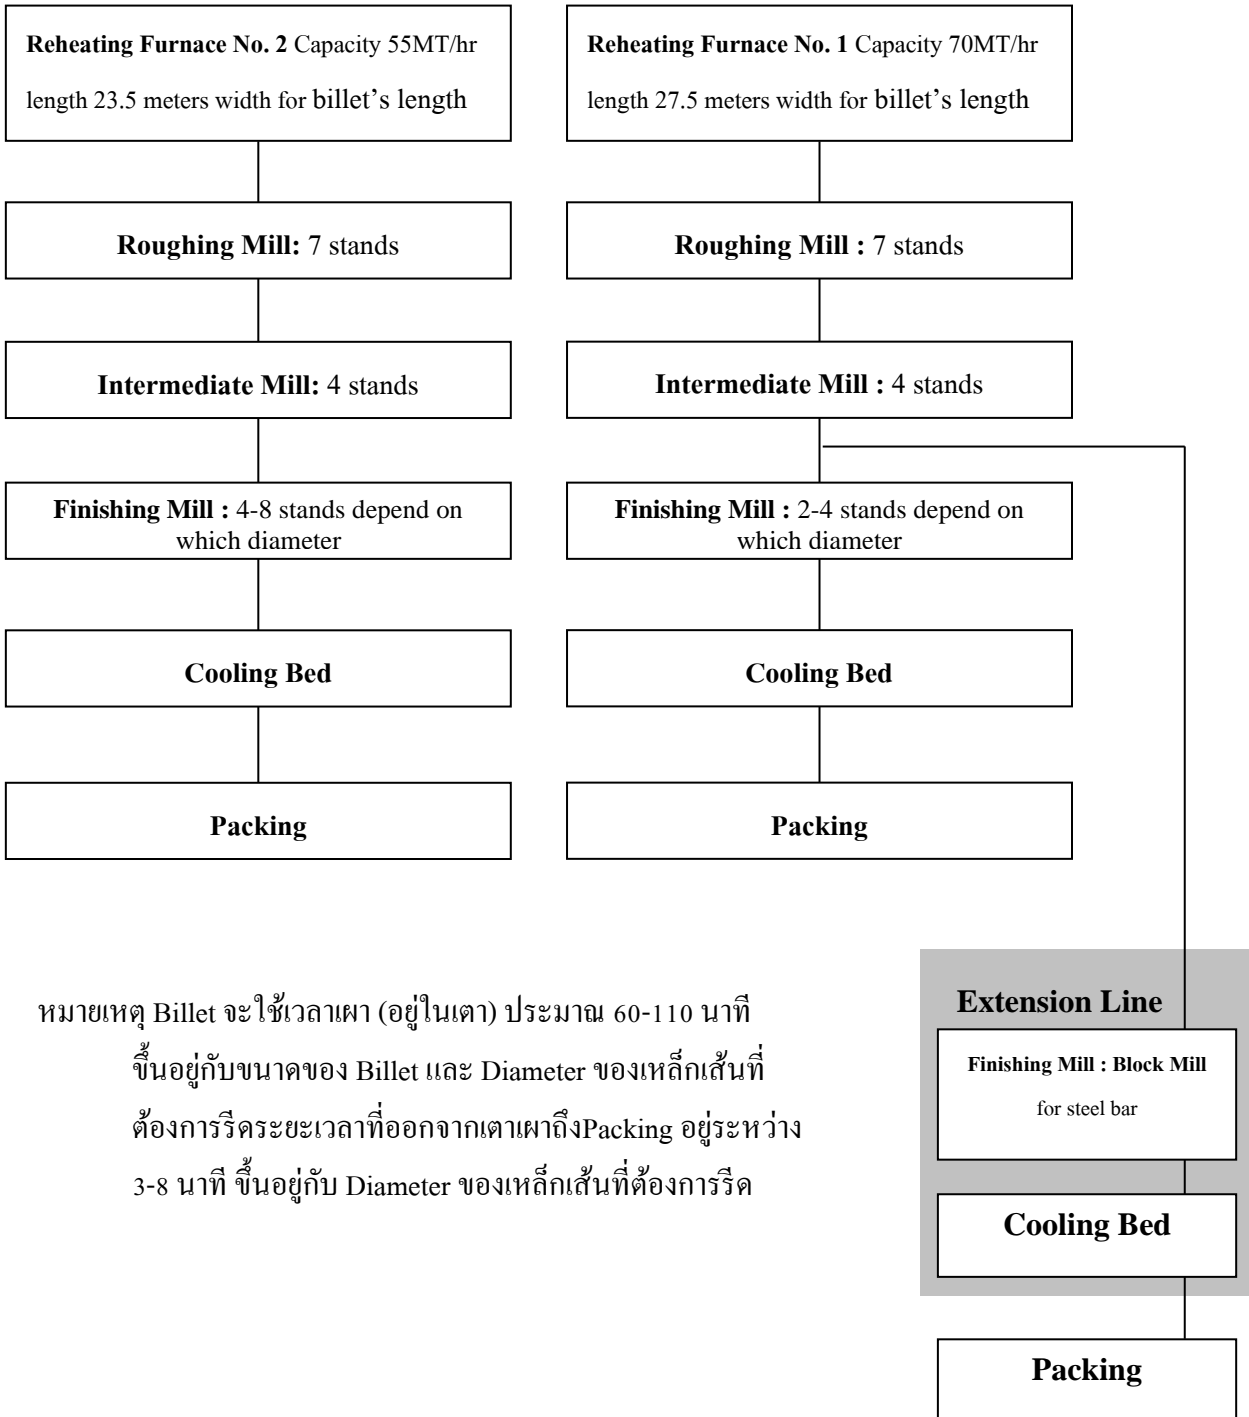 Reheating Furnace No. 2 Capacity 55MT/hr
length 23.5 meters width for billet's length
Roughing Mill: 7 stands
Intermediate Mill: 4 stands
Finishing Mill : 4-8 stands depend on
which diameter
Cooling Bed
Packing
Reheating Furnace No. 1 Capacity 70MT/hr
length 27.5 meters width for billet's length
Roughing Mill : 7 stands
Intermediate Mill : 4 stands
Finishing Mill : 2-4 stands depend on
which diameter
Cooling Bed
Packing
Extension Line
Finishing Mill : Block Mill
for steel bar
Cooling Bed
Packing
หมายเหตุ Billet จะใช้เวลาเผา (อยู่ในเตา) ประมาณ 60-110 นาที
ขึ้นอยู่กับขนาดของ Billet และ Diameter ของเหล็กเส้นที่
ต้องการรีดระยะเวลาที่ออกจากเตาเผาถึงPacking อยู่ระหว่าง
3-8 นาที ขึ้นอยู่กับ Diameter ของเหล็กเส้นที่ต้องการรีด